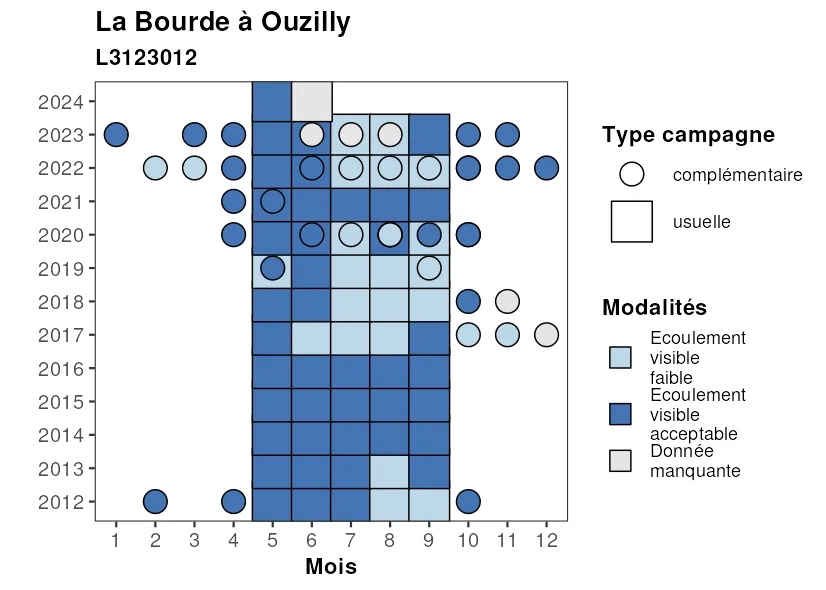 La Bourde à Ouzilly
L3123012
2024
2023
2022
2021
2020
2019
2018
2017
2016
2015
2014
2013
2012
1 2 3 4 5 6 7 8 9 10 11 12
Mois
Type campagne
complémentaire
usuelle
Modalités
Ecoulement
visible
faible
Ecoulement
visible
acceptable
Donnée
manquante